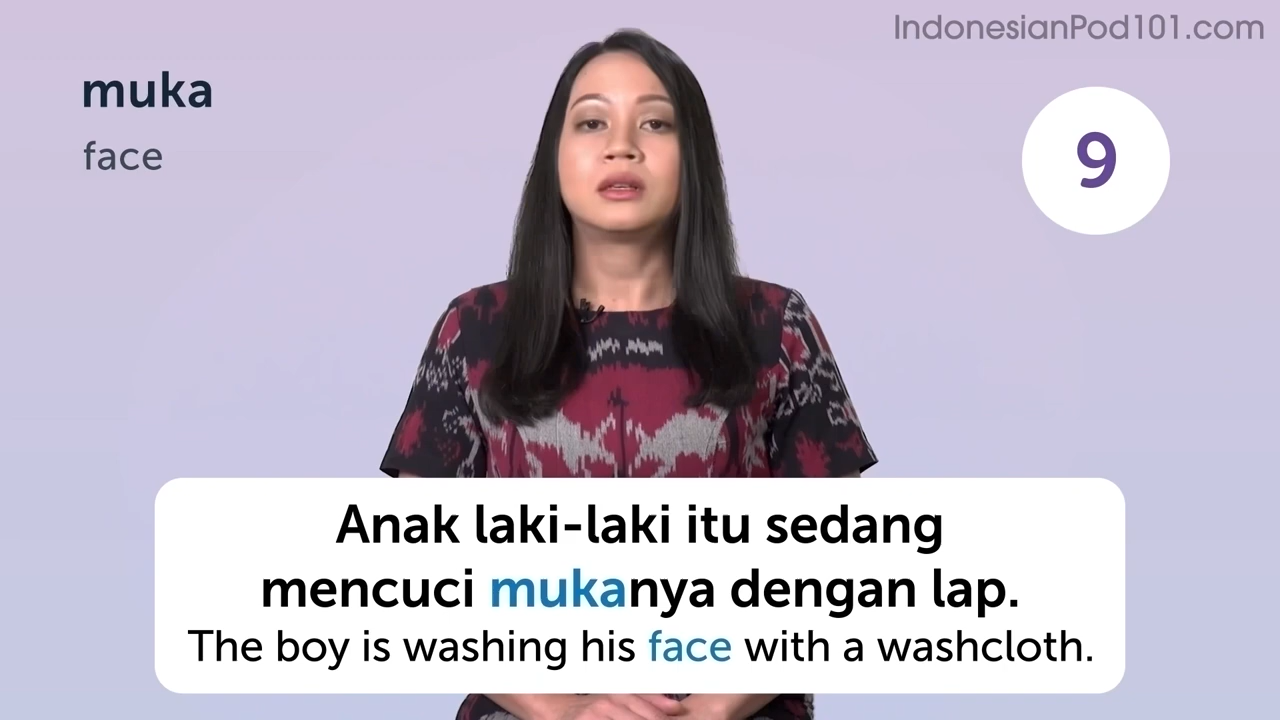 IndonesianPod101.com
muka
face
9
Anak laki-laki itu sedang
mencuci mukanya dengan lap.
The boy is washing his face with a washcloth.